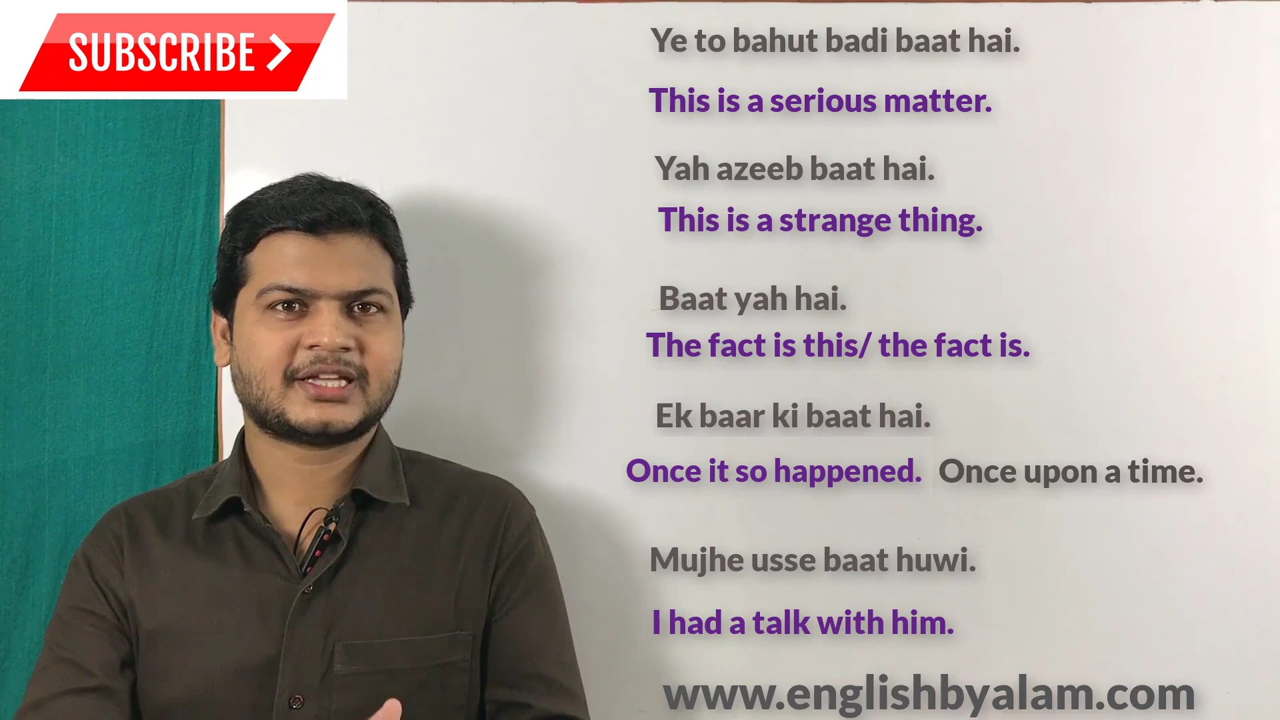 SUBSCRIBE
Ye to bahut badi baat hai.
This is a serious matter.
Yah azeeb baat hai.
This is a strange thing.
Baat yah hai.
The fact is this/ the fact is.
Ek baar ki baat hai.
Once it so happened. Once upon a time.
Mujhe usse baat huwi.
I had a talk with him.
www.englishbyalam.com